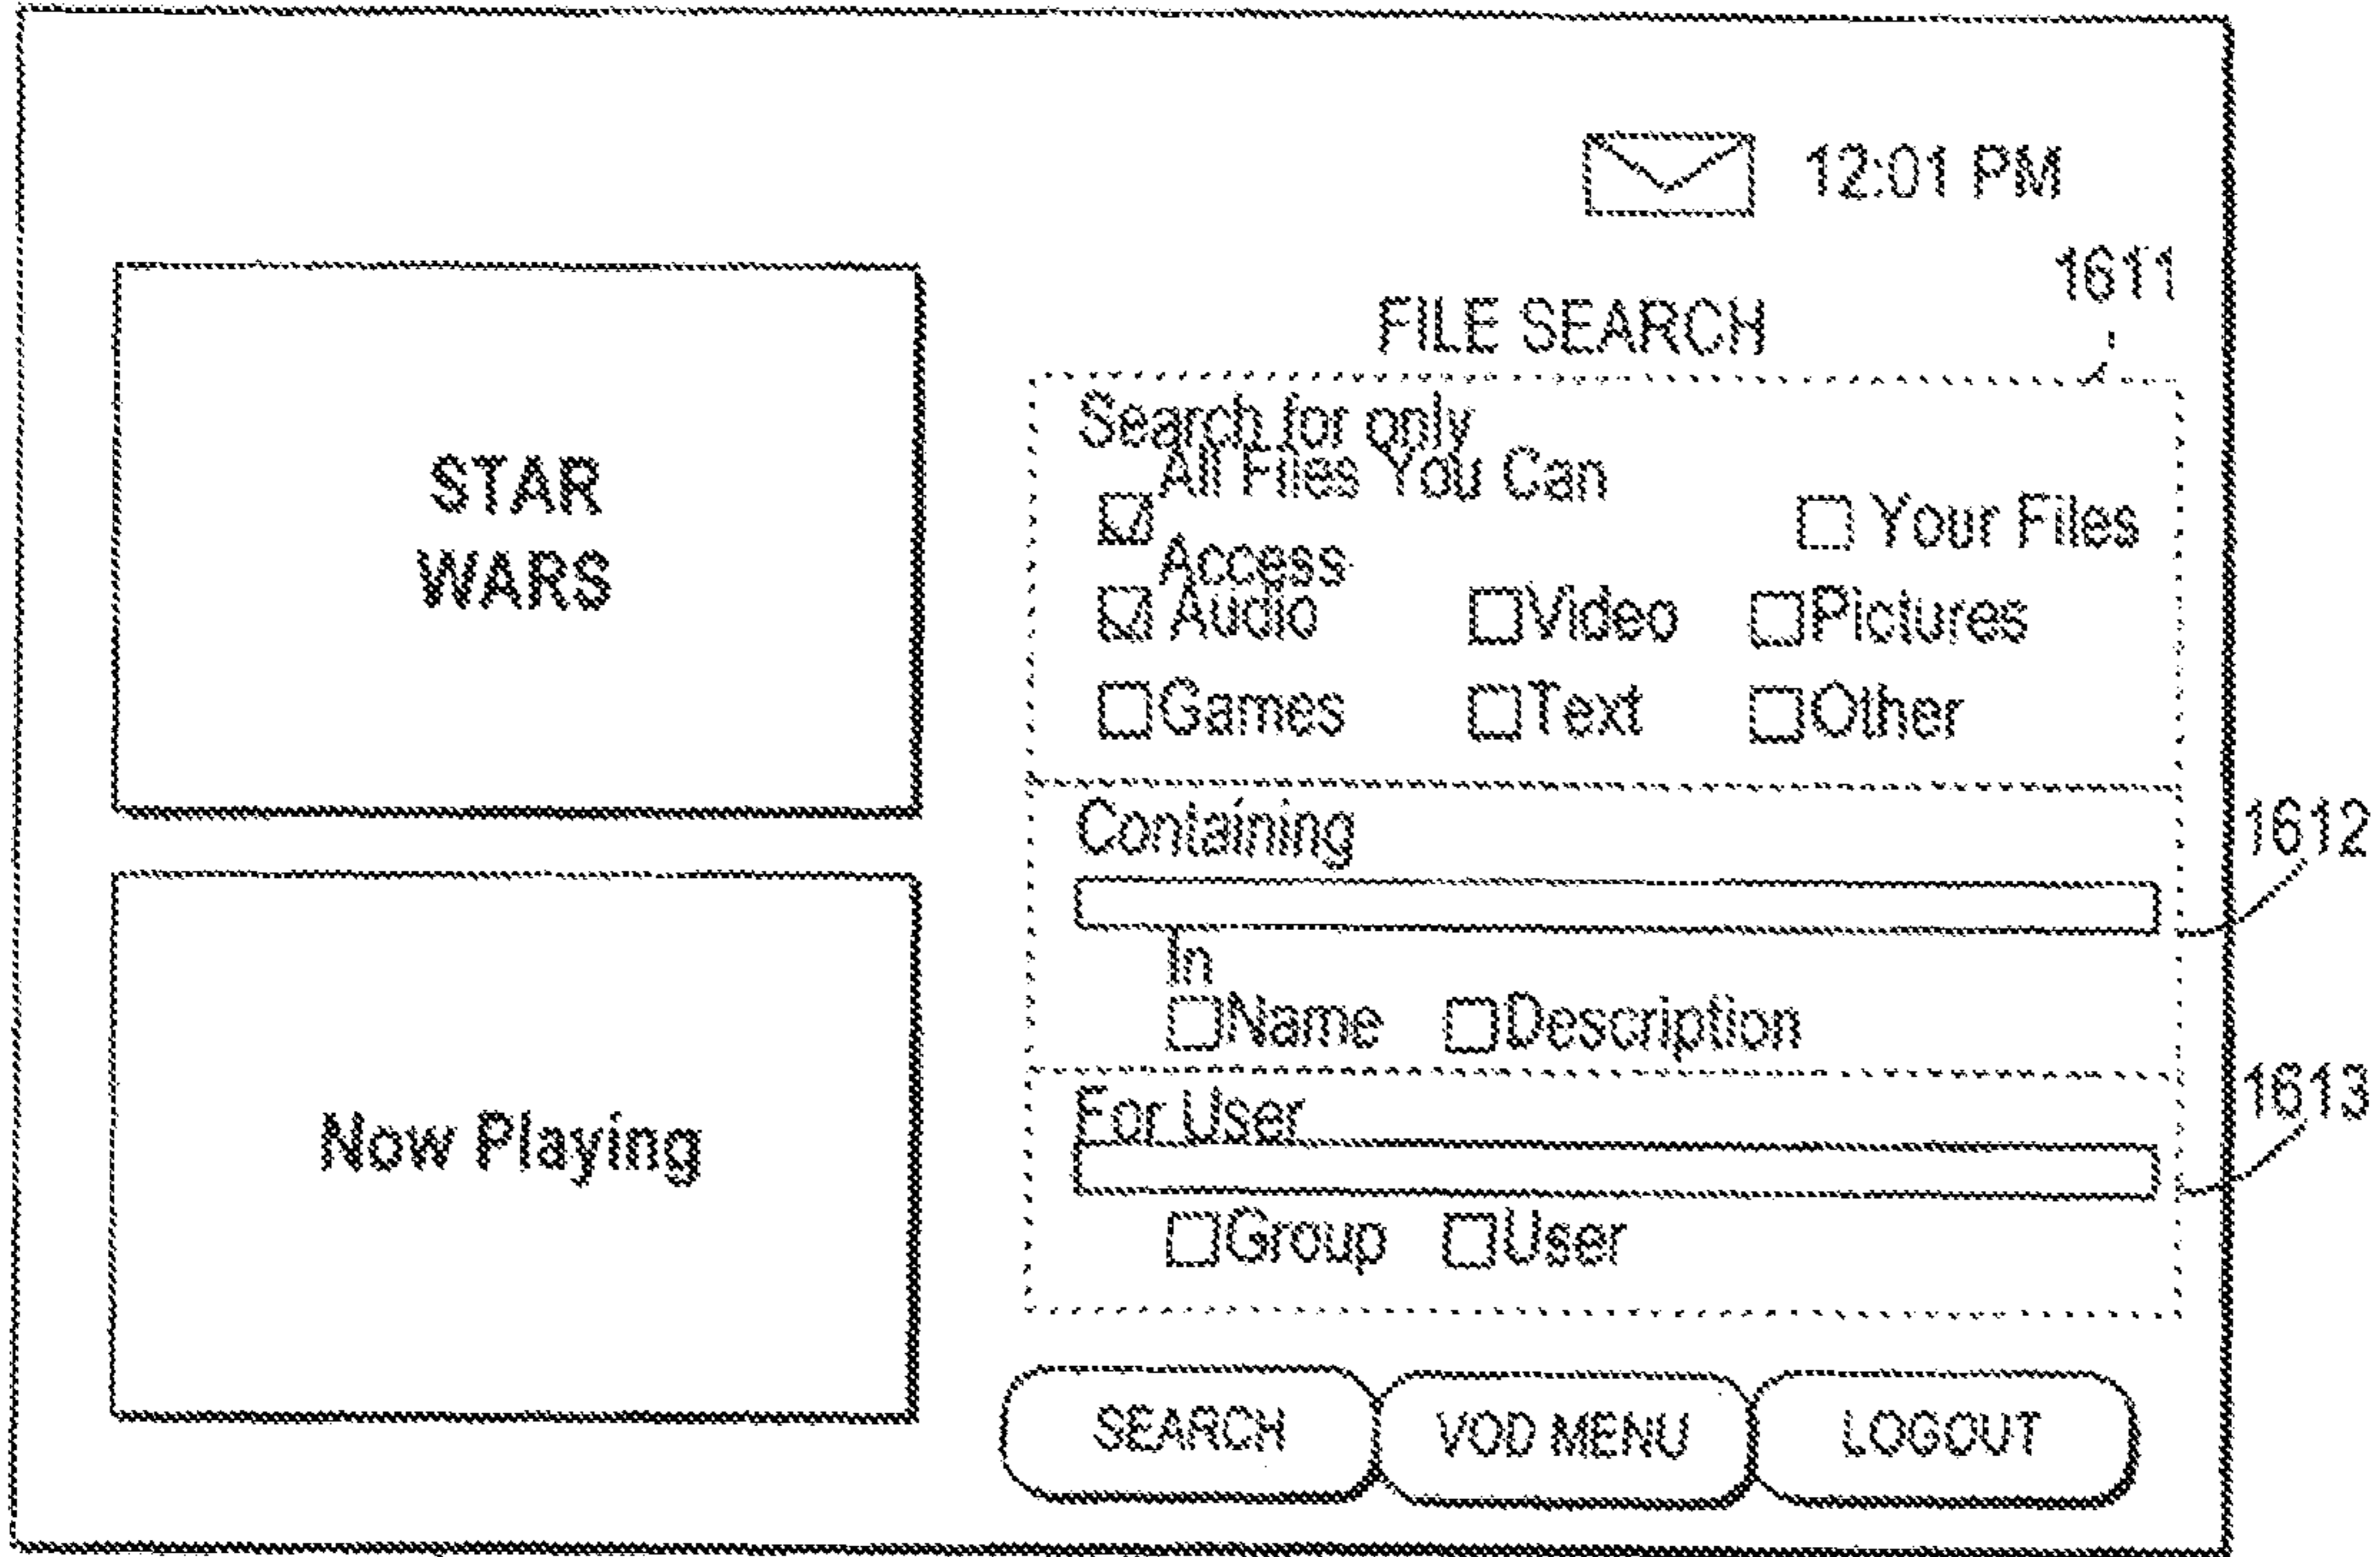 12:01 PM
1611
FILE SEARCH
STAR
WARS
Search for only
All Files You Can
Access
Your Files
Audio Video Pictures
Games Text Other
Containing
1612
In
Name Description
Now Playing
For User
1613
Group User
SEARCH VOD MENU LOGOUT